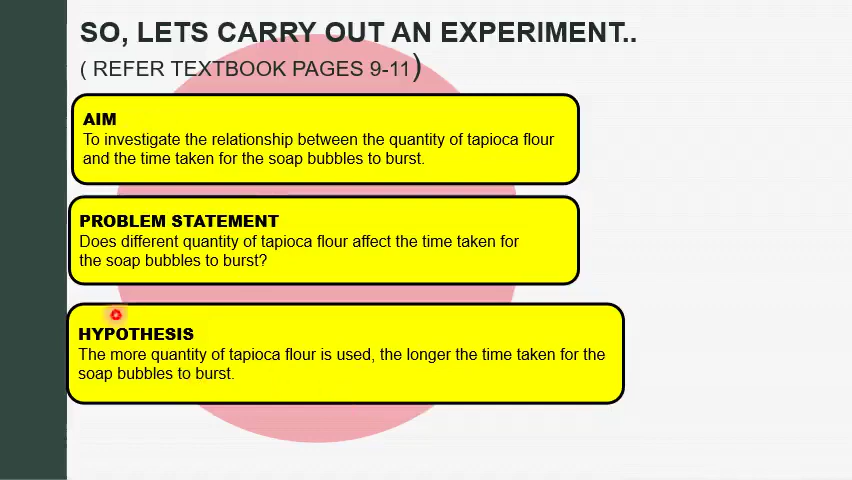 SO, LETS CARRY OUT AN EXPERIMENT..
( REFER TEXTBOOK PAGES 9-11)
AIM
To investigate the relationship between the quantity of tapioca flour
and the time taken for the soap bubbles to burst.
PROBLEM STATEMENT
Does different quantity of tapioca flour affect the time taken for
the soap bubbles to burst?
HYPOTHESIS
The more quantity of tapioca flour is used, the longer the time taken for the
soap bubbles to burst.